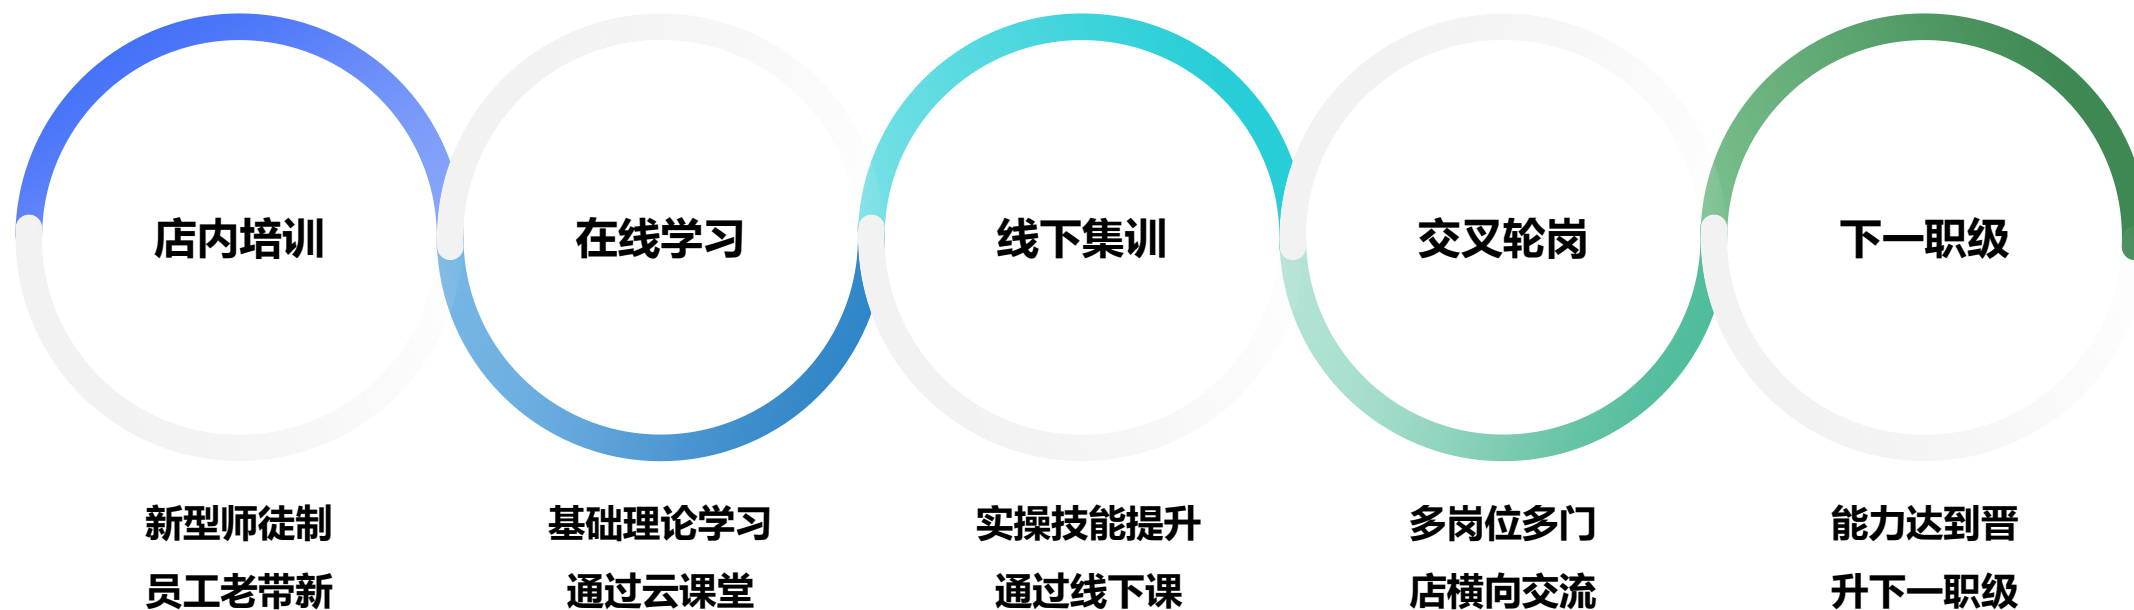 店内培训
在线学习
线下集训
交叉轮岗
下一职级
新型师徒制
员工老带新
基础理论学习
通过云课堂
实操技能提升
通过线下课
多岗位多门
店横向交流
能力达到晋
升下一职级